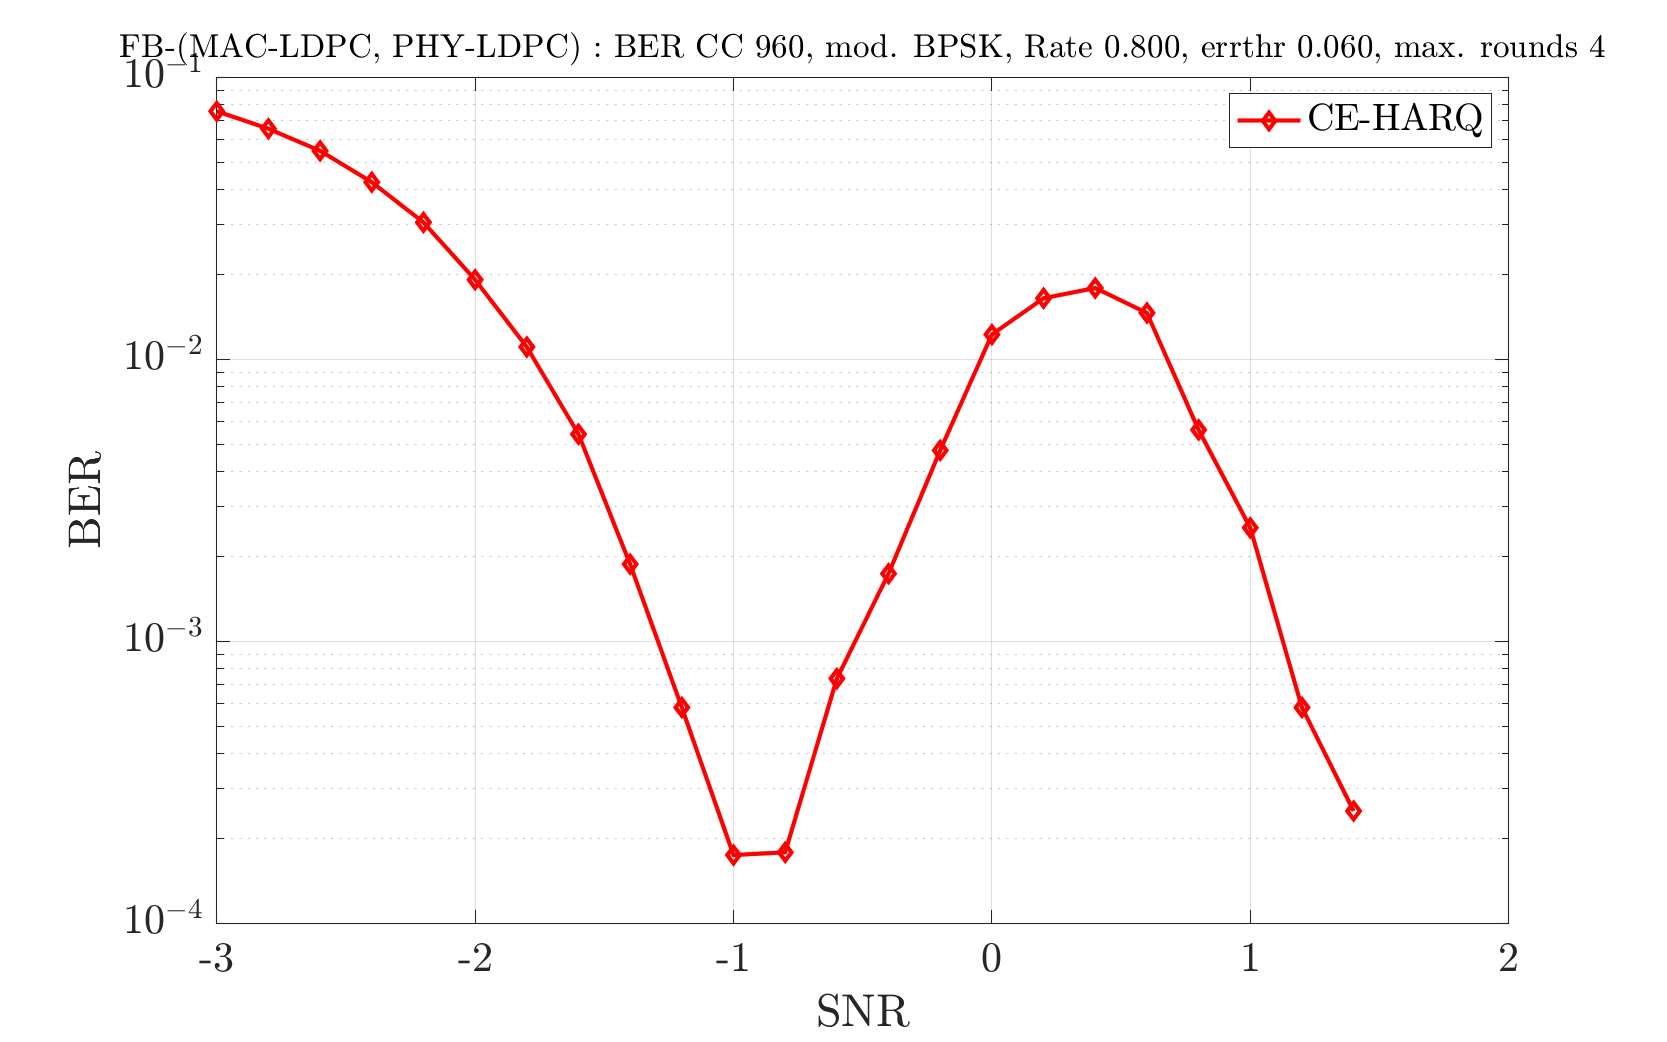 FB-(MAC-LDPC, PHY-LDPC) : BER CC 960, mod. BPSK, Rate 0.800, errthr 0.060, max. rounds 4
CE-HARQ
10^{-1}
10^{-2}
10^{-3}
10^{-4}
BER
-3 -2 -1 0 1 2
SNR